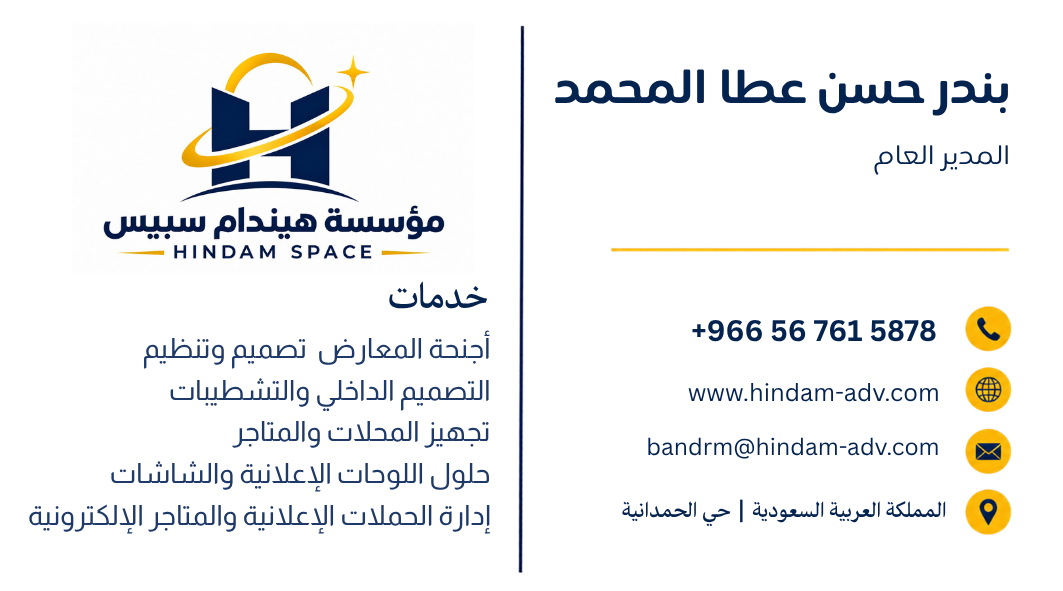 بندر حسن عطا المحمد
المدير العام
+966 56 761 5878
www.hindam-adv.com
bandrm@hindam-adv.com
المملكة العربية السعودية | حي الحمدانية
مؤسسة هيندام سبيس
HINDAM SPACE
خدمات
أجنحة المعارض تصميم وتنظيم
التصميم الداخلي والتشطيبات
تجهيز المحلات والمتاجر
حلول اللوحات الإعلانية والشاشات
إدارة الحملات الإعلانية والمتاجر الإلكترونية